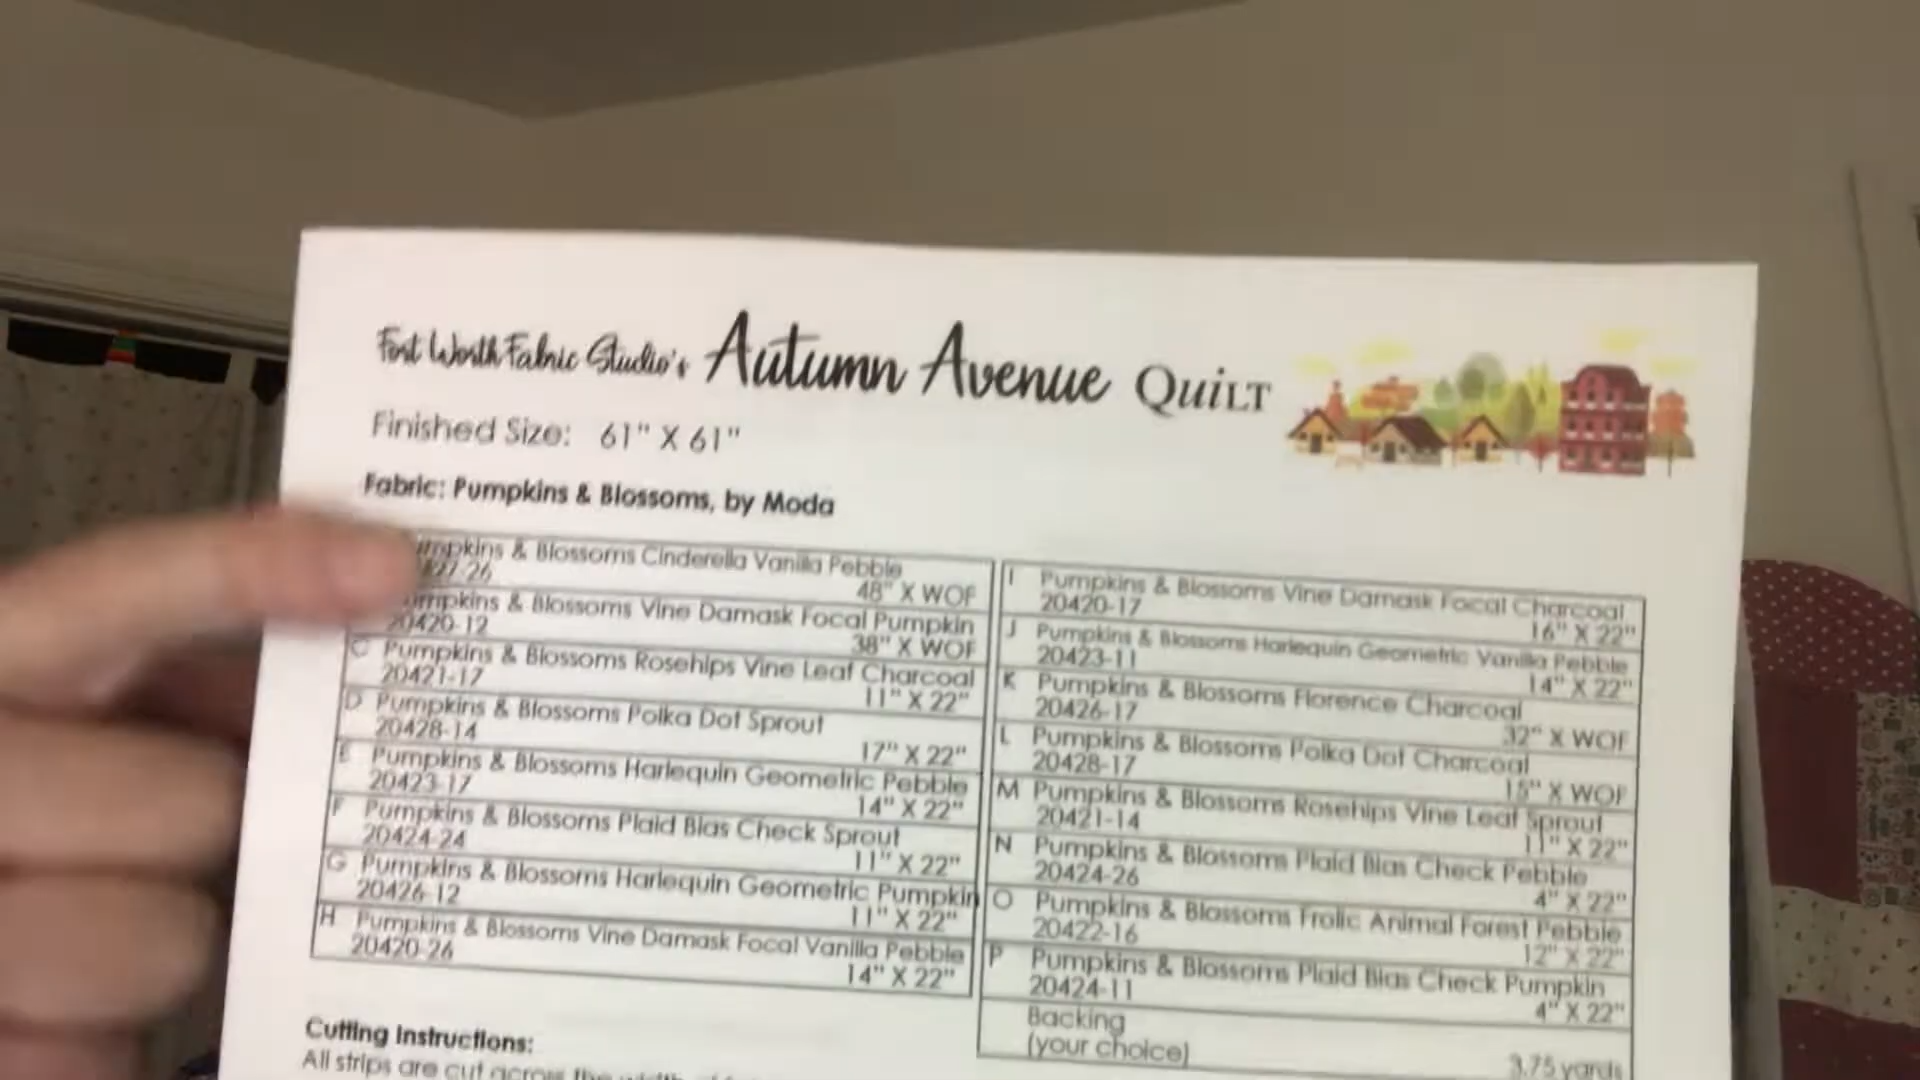 Fort Worth Fabric Studio's Autumn Avenue QuiLT
Finished Size: 61" X 61"
Fabric: Pumpkins & Blossoms, by Moda
& Blossoms Cinderella Vanilla Pebble
48" X WOF
& Blossoms Vine Damask Focal Pumpkin
20420-12
38" X WOF
C Pumpkins & Blossoms Rosehips Vine Leaf Charcoal
20421-17
11" X 22"
D Pumpkins & Blossoms Polka Dot Sprout
20428-14
17" X 22"
E Pumpkins & Blossoms Harlequin Geometric Pebble
20423-17
14" X 22"
F Pumpkins & Blossoms Plaid Bias Check Sprout
20424-24
11" X 22"
G Pumpkins & Blossoms Harlequin Geometric Pumpkin
20426-12
11" X 22"
H Pumpkins & Blossoms Vine Damask Focal Vanilla Pebble
20420-26
14" X 22"
I Pumpkins & Blossoms Vine Damask Focal Charcoal
20420-17
16" X 22"
J Pumpkins & Blossoms Harlequin Geometric Vanilla Pebble
20423-11
14" X 22"
K Pumpkins & Blossoms Florence Charcoal
20426-17
32" X WOF
L Pumpkins & Blossoms Polka Dot Charcoal
20428-17
15" X WOF
M Pumpkins & Blossoms Rosehips Vine Leaf Sprout
20421-14
11" X 22"
N Pumpkins & Blossoms Plaid Bias Check Pebble
20424-26
4" X 22"
O Pumpkins & Blossoms Frolic Animal Forest Pebble
20422-16
12" X 22"
P Pumpkins & Blossoms Plaid Bias Check Pumpkin
20424-11
4" X 22"
Backing
(your choice)
3.75 yards
Cutting Instructions:
All strips are cut across the width of